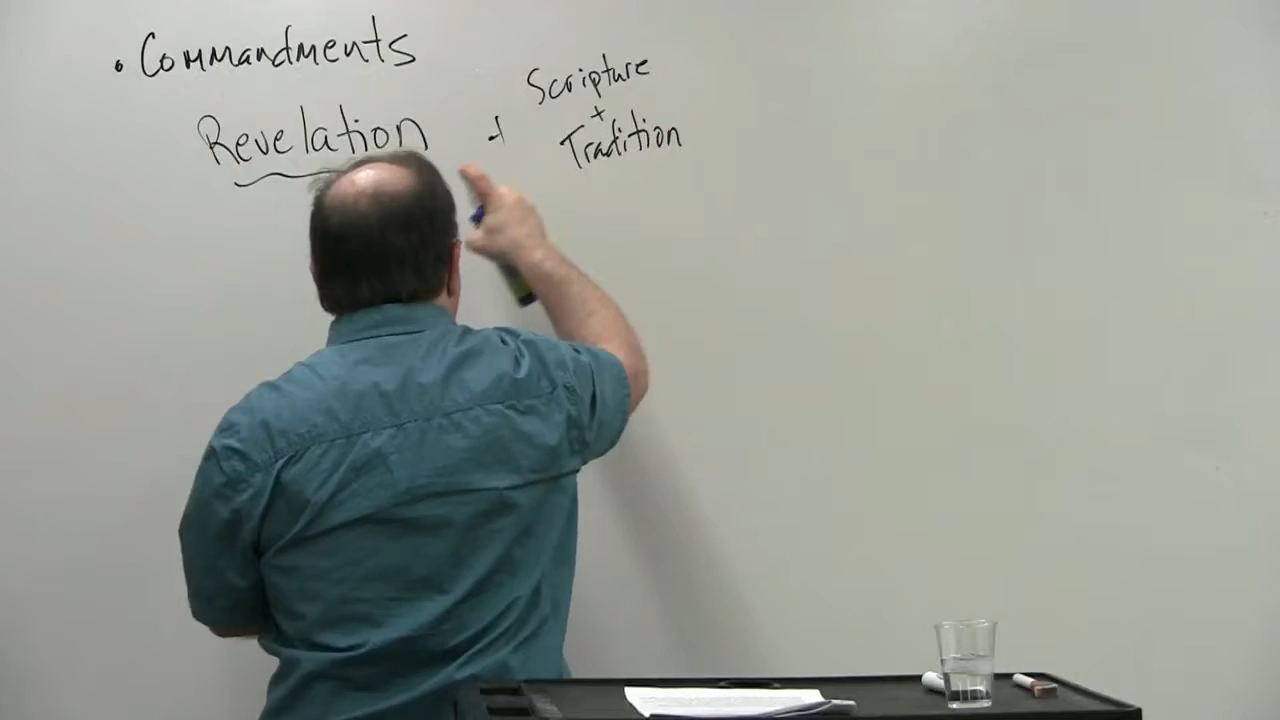 • Commandments
Revelation
Scripture
+
Tradition